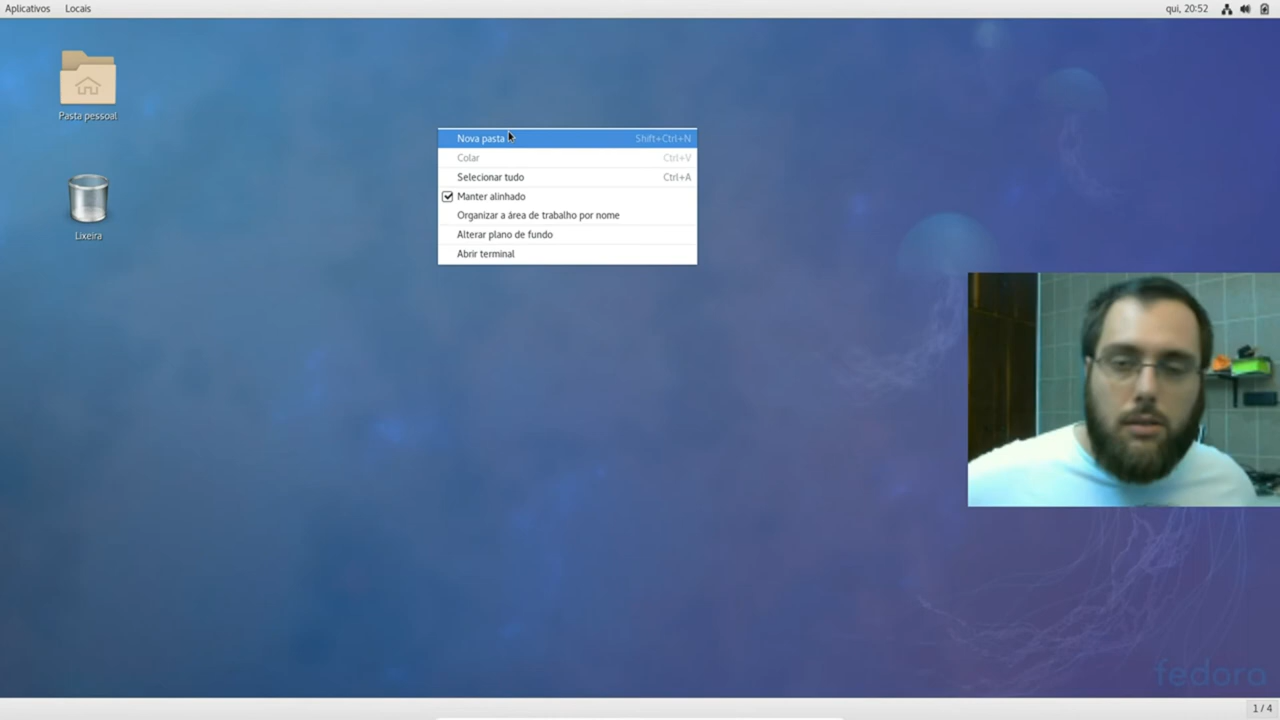 Aplicativos Locais qui, 20:52
Pasta pessoal
Lixeira
Nova pasta Shift+Ctrl+N
Colar Ctrl+V
Selecionar tudo Ctrl+A
Manter alinhado
Organizar a área de trabalho por nome
Alterar plano de fundo
Abrir terminal
fedora
1 / 4